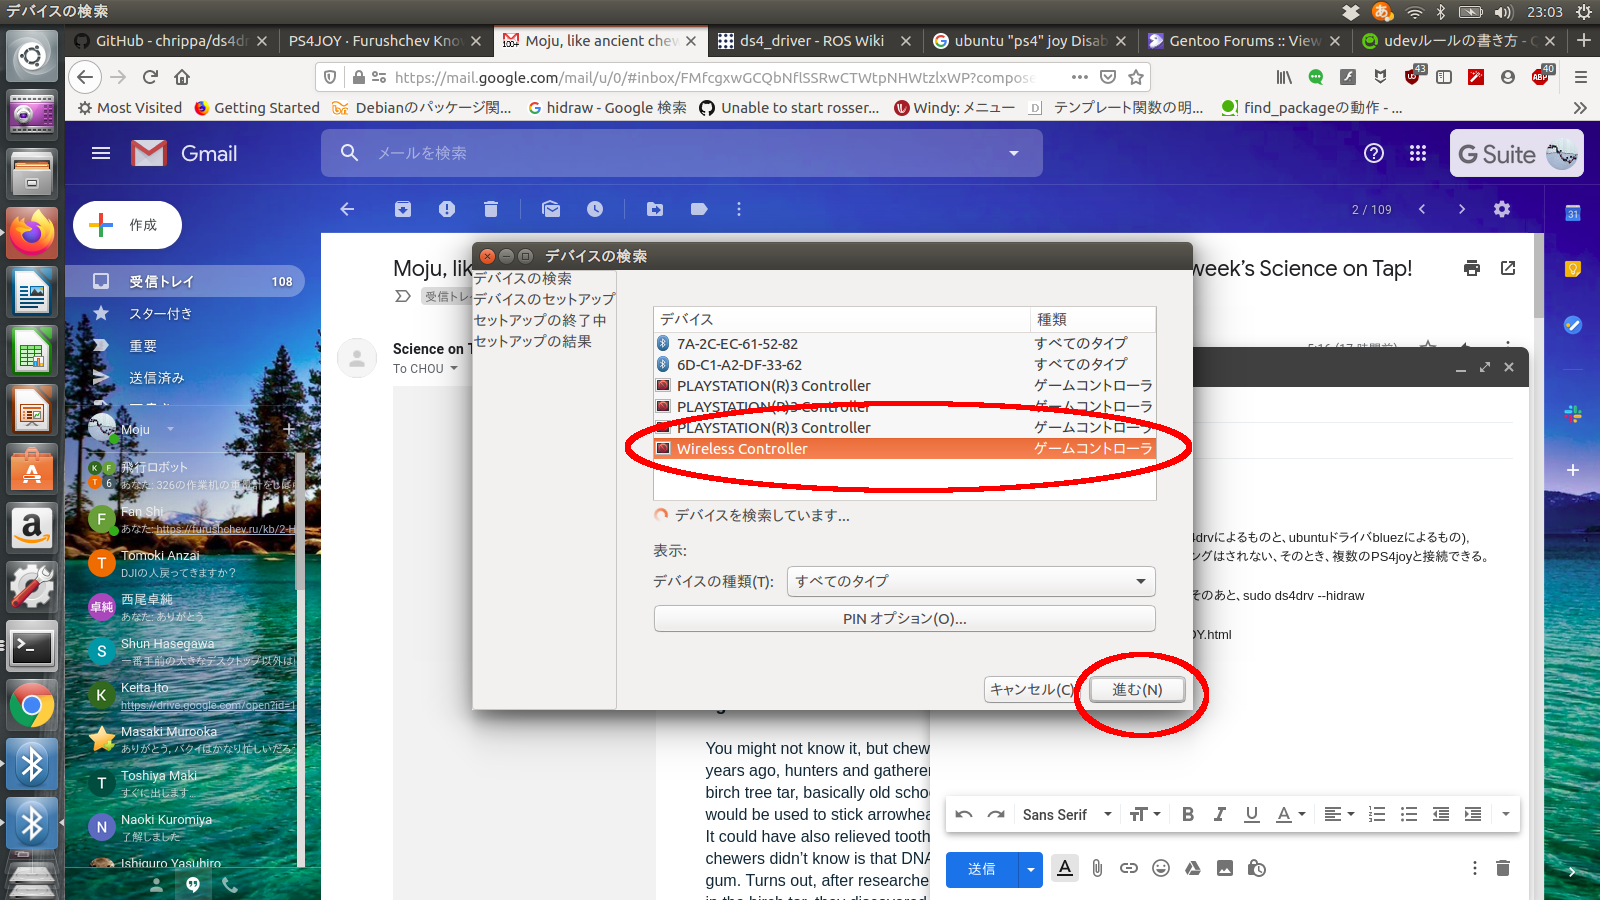 デバイスの検索
23:03
GitHub - chrippa/ds4dr
PS4JOY · Furushchev Kno
Moju, like ancient chew
ds4_driver - ROS Wiki
ubuntu "ps4" joy Disab
Gentoo Forums :: View
udevルールの書き方 - Q
https://mail.google.com/mail/u/0/#inbox/FMfcgxwGCQbNflSSRwCTWtpNHWtzlxWP?compose
43
40
ABP
Most Visited
Getting Started
Debianのパッケージ関...
hidraw - Google 検索
Unable to start rosser...
Windy: メニュー
テンプレート関数の明...
find_packageの動作 - ...
Gmail
メールを検索
G Suite
作成
2 / 109
31
受信トレイ 108
スター付き
重要
送信済み
Moju
飛行ロボット
Fan Shi
あなた: https://furushchev.ru/kb/2-H
Tomoki Anzai
DJIの人戻ってきますか？
西尾卓純
あなた: ありがとう
Shun Hasegawa
一番手前の大きなデスクトップ以外は
Keita Ito
https://drive.google.com/open?id=1
Masaki Murooka
ありがとう, バクイはかなり忙しいだろ
Toshiya Maki
すぐに出します...
Naoki Kuromiya
了解しました
Ishiguro Yasuhiro
Moju, lik
week's Science on Tap!
受信トレ
Science on T
To CHOU
デバイスの検索
デバイスの検索
デバイスのセットアップ
セットアップの終了中
セットアップの結果
デバイス 種類
7A-2C-EC-61-52-82 すべてのタイプ
6D-C1-A2-DF-33-62 すべてのタイプ
PLAYSTATION(R)3 Controller ゲームコントローラ
PLAYSTATION(R)3 Controller ゲームコントローラ
PLAYSTATION(R)3 Controller ゲームコントローラ
Wireless Controller ゲームコントローラ
デバイスを検索しています...
表示:
デバイスの種類(T): すべてのタイプ
PIN オプション(O)...
キャンセル(C)
進む(N)
4drvによるものと、ubuntuドライバbluezによるもの),
ングはされない、そのとき、複数のPS4joyと接続できる。
そのあと、sudo ds4drv --hidraw
OY.html
You might not know it, but chew
years ago, hunters and gatherer
birch tree tar, basically old scho
would be used to stick arrowhea
It could have also relieved tooth
chewers didn't know is that DNA
gum. Turns out, after researche
in the birch tar, they discovered
Sans Serif
送信